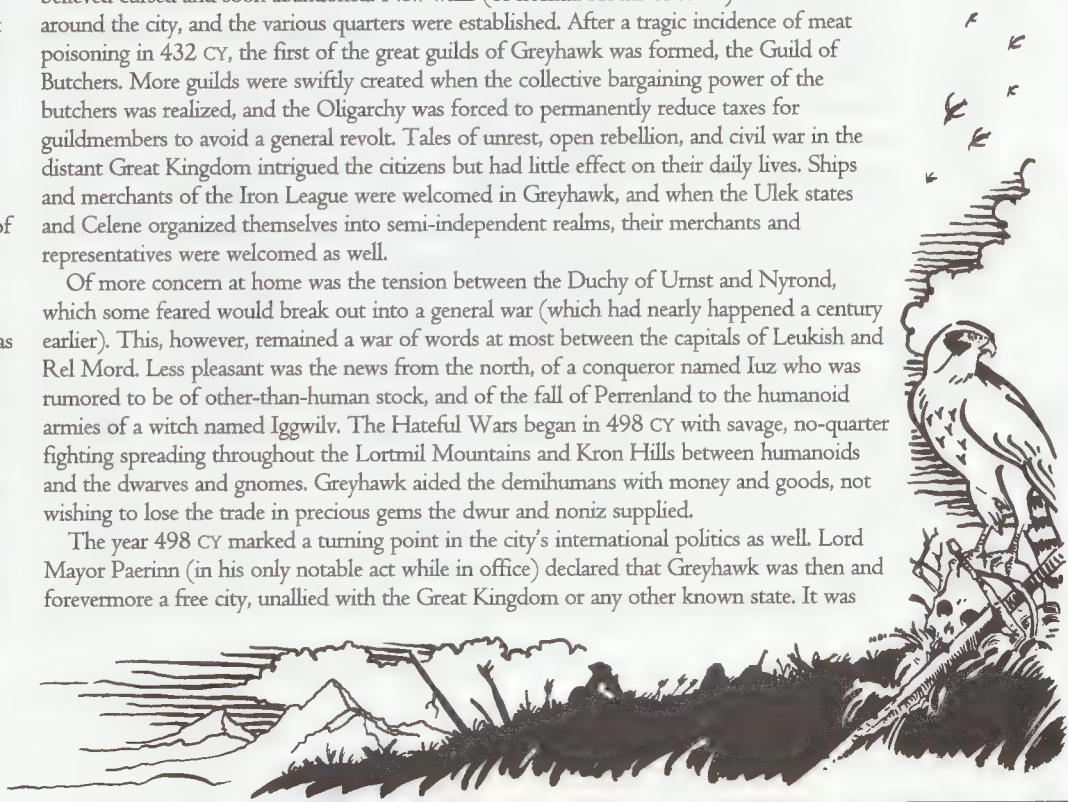 around the city, and the various quarters were established. After a tragic incidence of meat
poisoning in 432 CY, the first of the great guilds of Greyhawk was formed, the Guild of
Butchers. More guilds were swiftly created when the collective bargaining power of the
butchers was realized, and the Oligarchy was forced to permanently reduce taxes for
guildmembers to avoid a general revolt. Tales of unrest, open rebellion, and civil war in the
distant Great Kingdom intrigued the citizens but had little effect on their daily lives. Ships
and merchants of the Iron League were welcomed in Greyhawk, and when the Ulek states
and Celene organized themselves into semi-independent realms, their merchants and
representatives were welcomed as well.
Of more concern at home was the tension between the Duchy of Urnst and Nyrond,
which some feared would break out into a general war (which had nearly happened a century
earlier). This, however, remained a war of words at most between the capitals of Leukish and
Rel Mord. Less pleasant was the news from the north, of a conqueror named Iuz who was
rumored to be of other-than-human stock, and of the fall of Perrenland to the humanoid
armies of a witch named Iggwilv. The Hateful Wars began in 498 CY with savage, no-quarter
fighting spreading throughout the Lortmil Mountains and Kron Hills between humanoids
and the dwarves and gnomes. Greyhawk aided the demihumans with money and goods, not
wishing to lose the trade in precious gems the dwur and noniz supplied.
The year 498 CY marked a turning point in the city's international politics as well. Lord
Mayor Paerinn (in his only notable act while in office) declared that Greyhawk was then and
forevermore a free city, unallied with the Great Kingdom or any other known state. It was